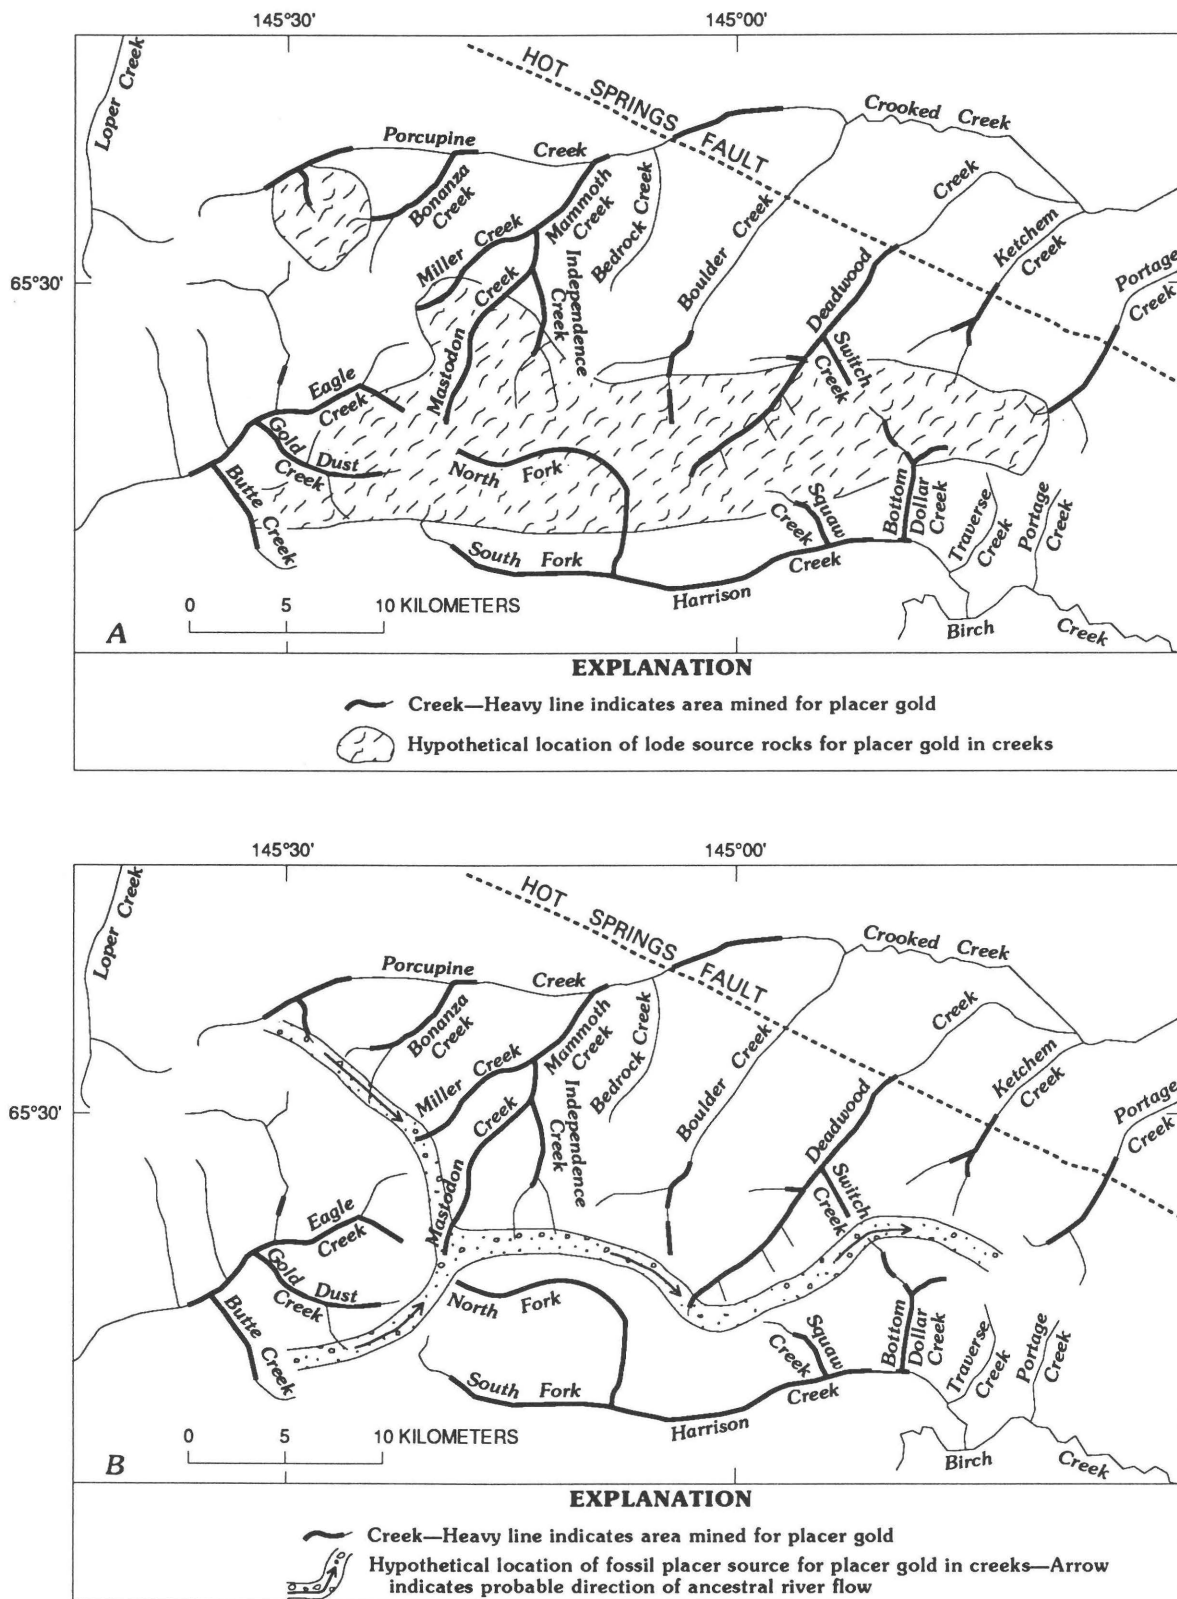 145°30'
145°00'
Loper Creek
HOT SPRINGS FAULT
Crooked Creek
Porcupine Creek
Bonanza Creek
Mammoth Creek
Bedrock Creek
Miller Creek
Creek
Ketchem Creek
Portage Creek
Independence Creek
Boulder Creek
65°30'
Deadwood
Mastodon Creek
Switch Creek
Eagle Creek
Gold Dust Creek
North Fork
Butte Creek
Squaw Creek
Bottom Dollar Creek
Traverse Creek
Portage Creek
South Fork
Harrison Creek
0 5 10 KILOMETERS
Birch Creek
A
EXPLANATION
Creek—Heavy line indicates area mined for placer gold
Hypothetical location of lode source rocks for placer gold in creeks
145°30'
145°00'
Loper Creek
HOT SPRINGS FAULT
Crooked Creek
Porcupine Creek
Bonanza Creek
Mammoth Creek
Bedrock Creek
Miller Creek
Creek
Ketchem Creek
Portage Creek
Independence Creek
Boulder Creek
65°30'
Deadwood
Mastodon Creek
Switch Creek
Eagle Creek
Gold Dust Creek
North Fork
Butte Creek
Squaw Creek
Bottom Dollar Creek
Traverse Creek
Portage Creek
South Fork
Harrison Creek
0 5 10 KILOMETERS
Birch Creek
B
EXPLANATION
Creek—Heavy line indicates area mined for placer gold
Hypothetical location of fossil placer source for placer gold in creeks—Arrow
indicates probable direction of ancestral river flow